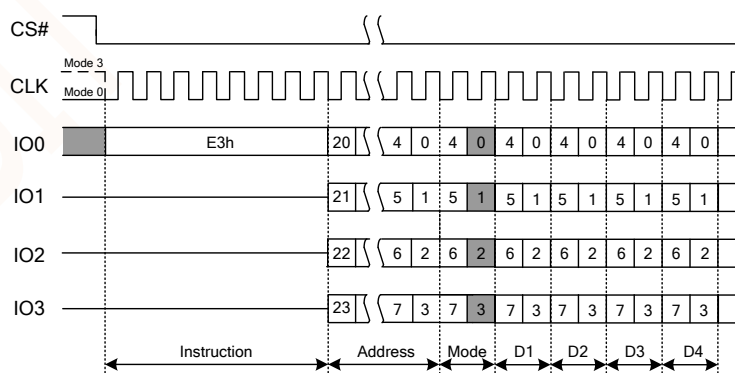 CS#
Mode 3
CLK
Mode 0
IO0 E3h 20 4 0 4 0 4 0 4 0 4 0 4 0
IO1 21 5 1 5 1 5 1 5 1 5 1 5 1
IO2 22 6 2 6 2 6 2 6 2 6 2 6 2
IO3 23 7 3 7 3 7 3 7 3 7 3 7 3
Instruction Address Mode D1 D2 D3 D4